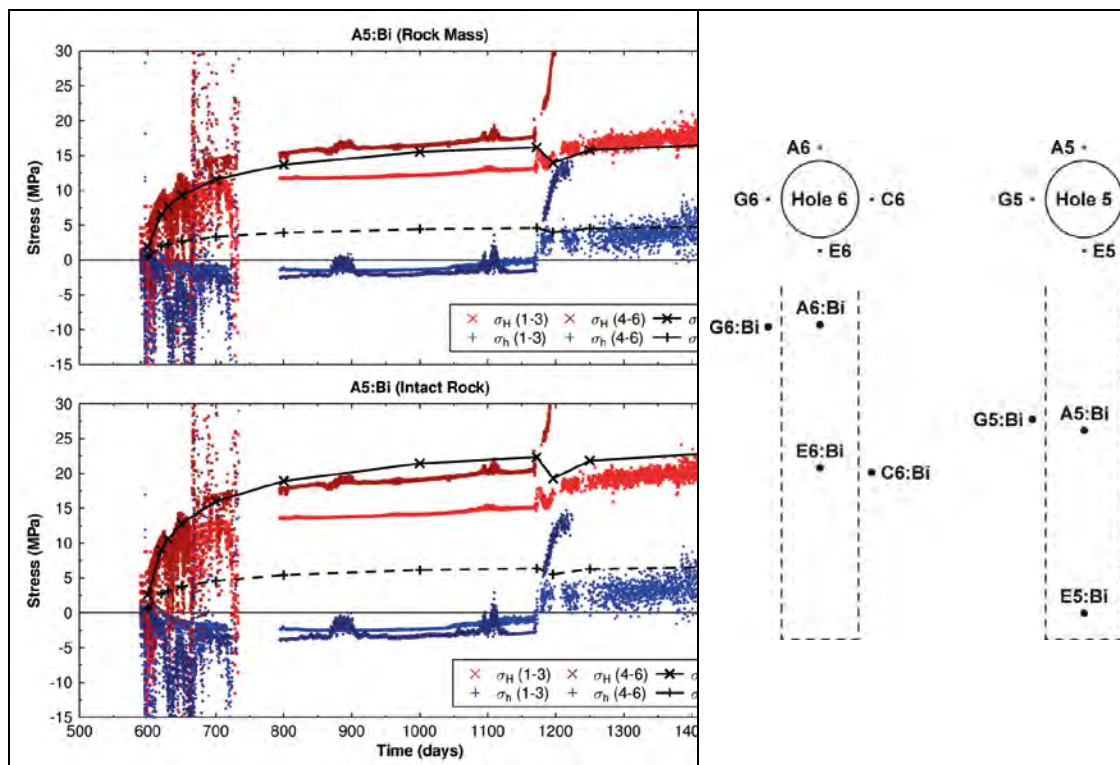 A5:Bi (Rock Mass)
30
25
20
15
10
5
0
-5
-10
-15
Stress (MPa)
σH (1-3) σH (4-6) σ
σh (1-3) σh (4-6) σ
A5:Bi (Intact Rock)
30
25
20
15
10
5
0
-5
-10
-15
Stress (MPa)
σH (1-3) σH (4-6) σ
σh (1-3) σh (4-6) σ
500 600 700 800 900 1000 1100 1200 1300
Time (days)
A6 A5
G6 Hole 6 C6 G5 Hole 5
E6 E5
G6:Bi A6:Bi
G5:Bi A5:Bi
E6:Bi C6:Bi
E5:Bi